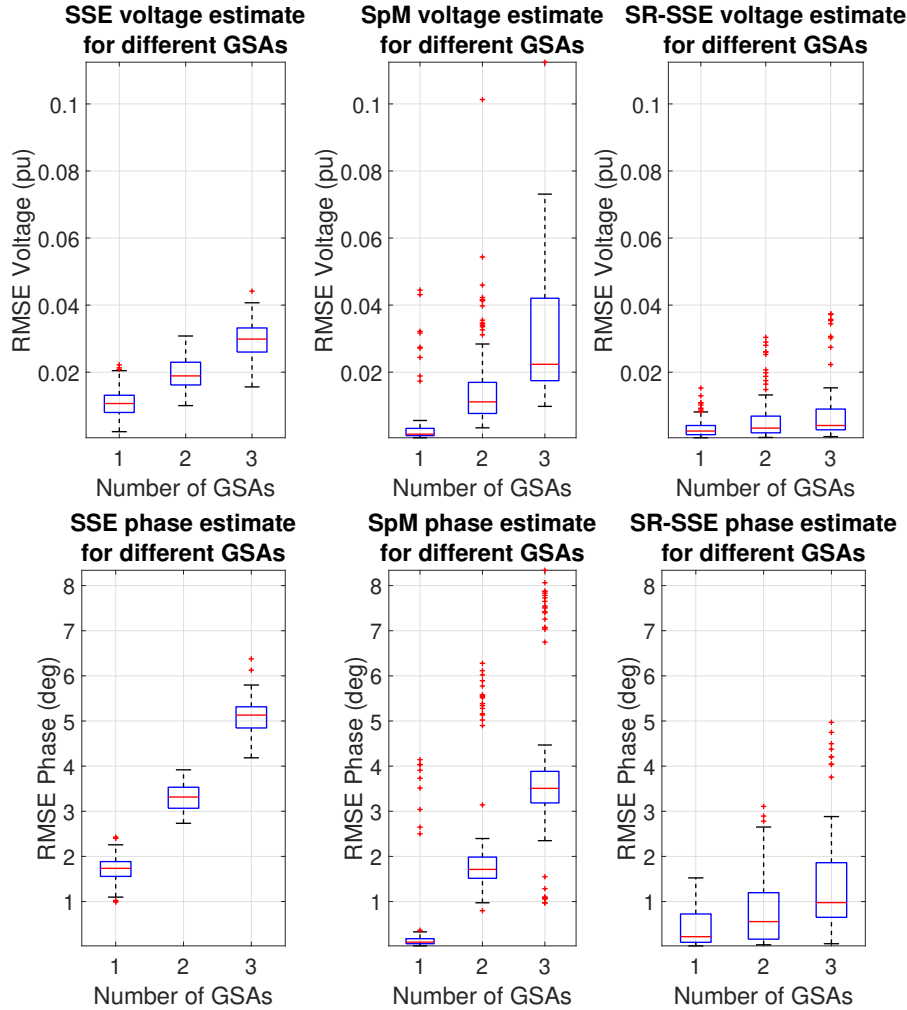 SSE voltage estimate
for different GSAs
SpM voltage estimate
for different GSAs
SR-SSE voltage estimate
for different GSAs
RMSE Voltage (pu)
0.1
0.08
0.06
0.04
0.02
1 2 3
Number of GSAs
RMSE Voltage (pu)
0.1
0.08
0.06
0.04
0.02
1 2 3
Number of GSAs
RMSE Voltage (pu)
0.1
0.08
0.06
0.04
0.02
1 2 3
Number of GSAs
SSE phase estimate
for different GSAs
SpM phase estimate
for different GSAs
SR-SSE phase estimate
for different GSAs
RMSE Phase (deg)
8
7
6
5
4
3
2
1
1 2 3
Number of GSAs
RMSE Phase (deg)
8
7
6
5
4
3
2
1
1 2 3
Number of GSAs
RMSE Phase (deg)
8
7
6
5
4
3
2
1
1 2 3
Number of GSAs